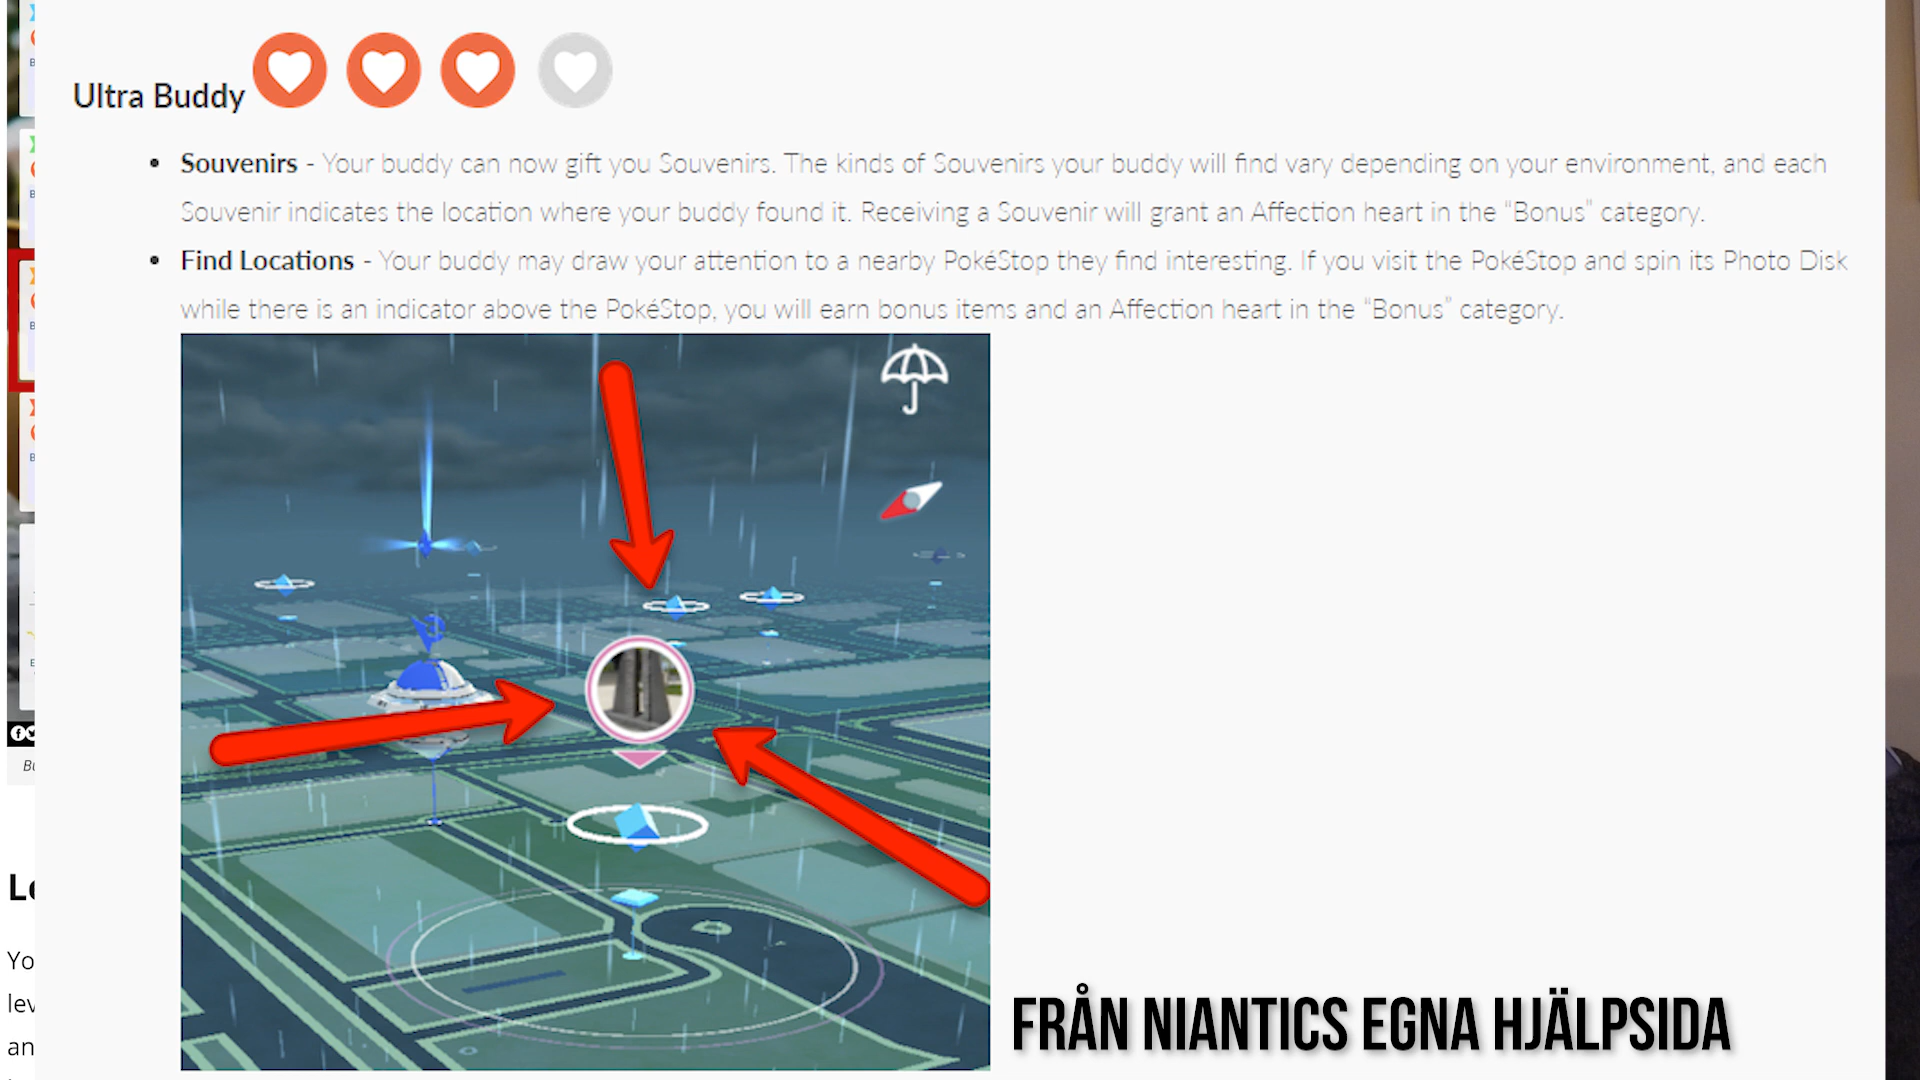 Ultra Buddy
Souvenirs - Your buddy can now gift you Souvenirs. The kinds of Souvenirs your buddy will find vary depending on your environment, and each
Souvenir indicates the location where your buddy found it. Receiving a Souvenir will grant an Affection heart in the “Bonus” category.
Find Locations - Your buddy may draw your attention to a nearby PokéStop they find interesting. If you visit the PokéStop and spin its Photo Disk
while there is an indicator above the PokéStop, you will earn bonus items and an Affection heart in the “Bonus” category.
Yo
lev
an
FRÅN NIANTICS EGNA HJÄLPSIDA